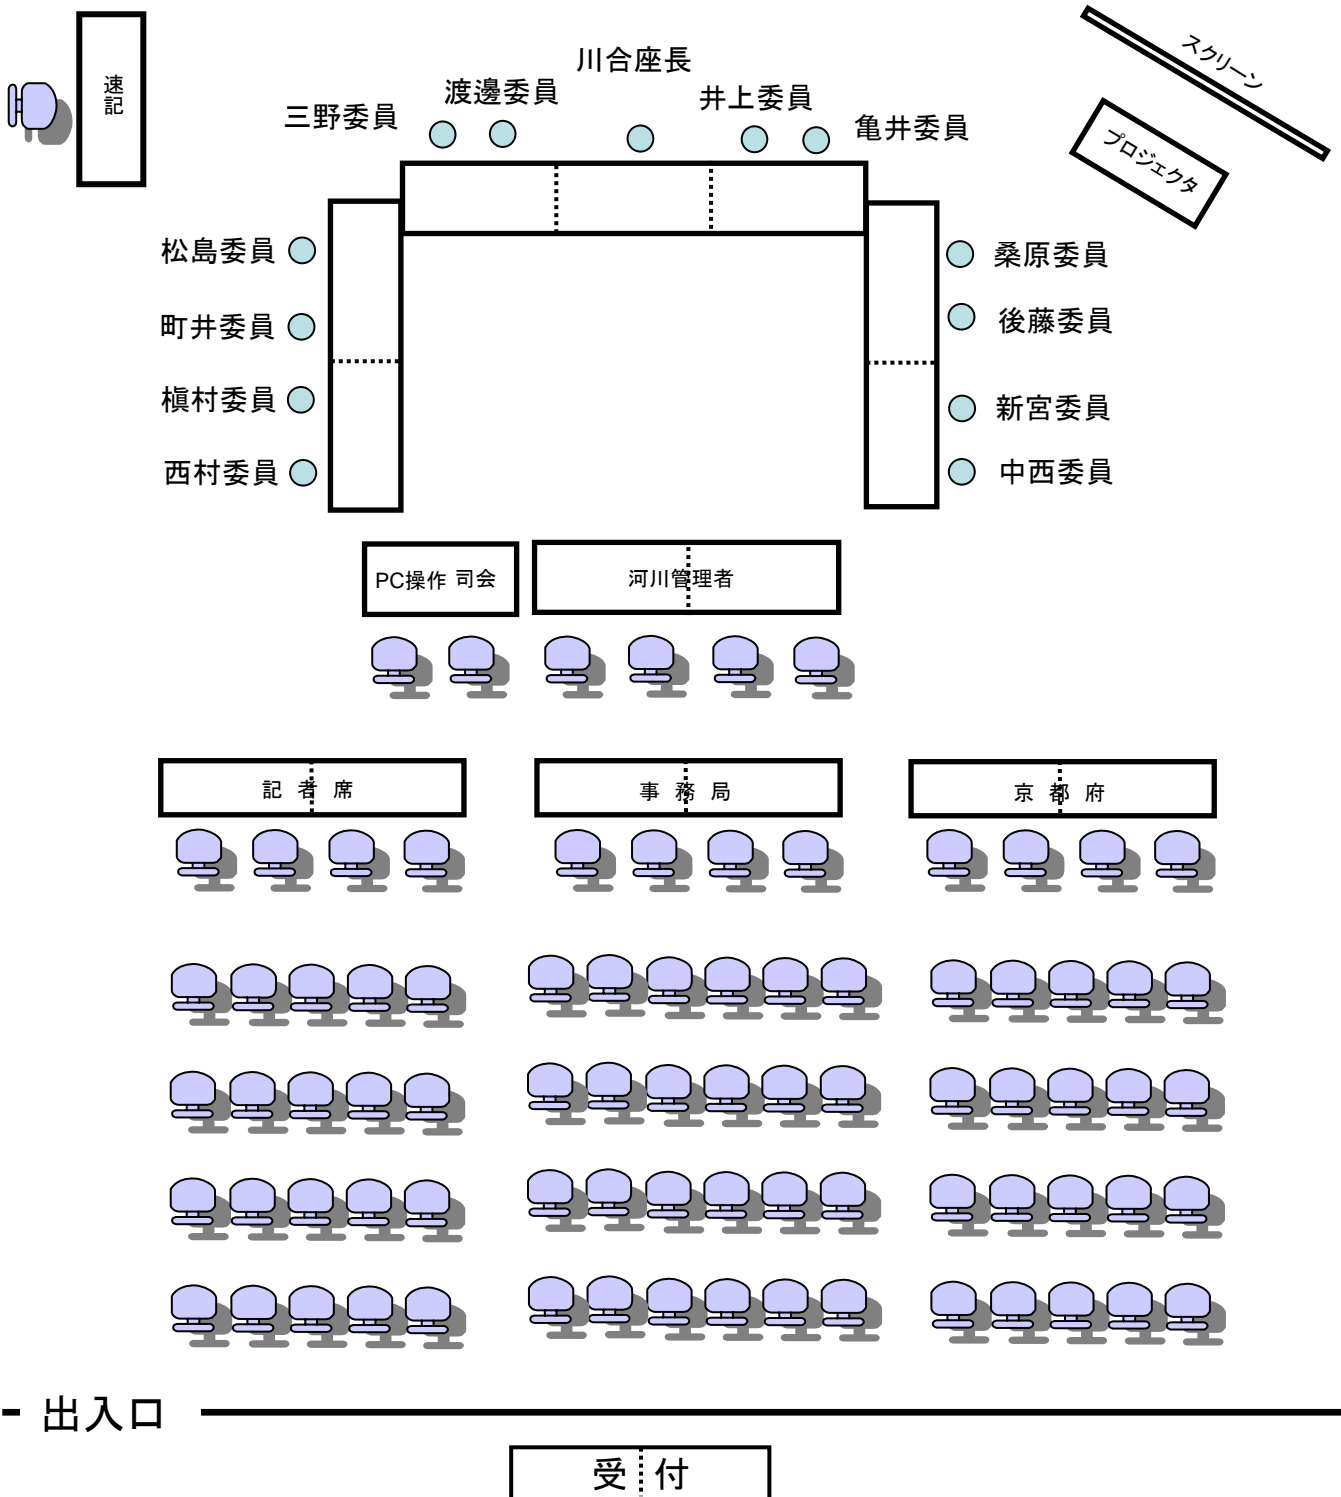 川合座長
スクリーン
速記
渡邊委員
井上委員
三野委員
亀井委員
プロジェクタ
松島委員
桑原委員
町井委員
後藤委員
槇村委員
新宮委員
西村委員
中西委員
PC操作 司会
河川管理者
記 者 席
事 務 局
京 都 府
出入口
受 付